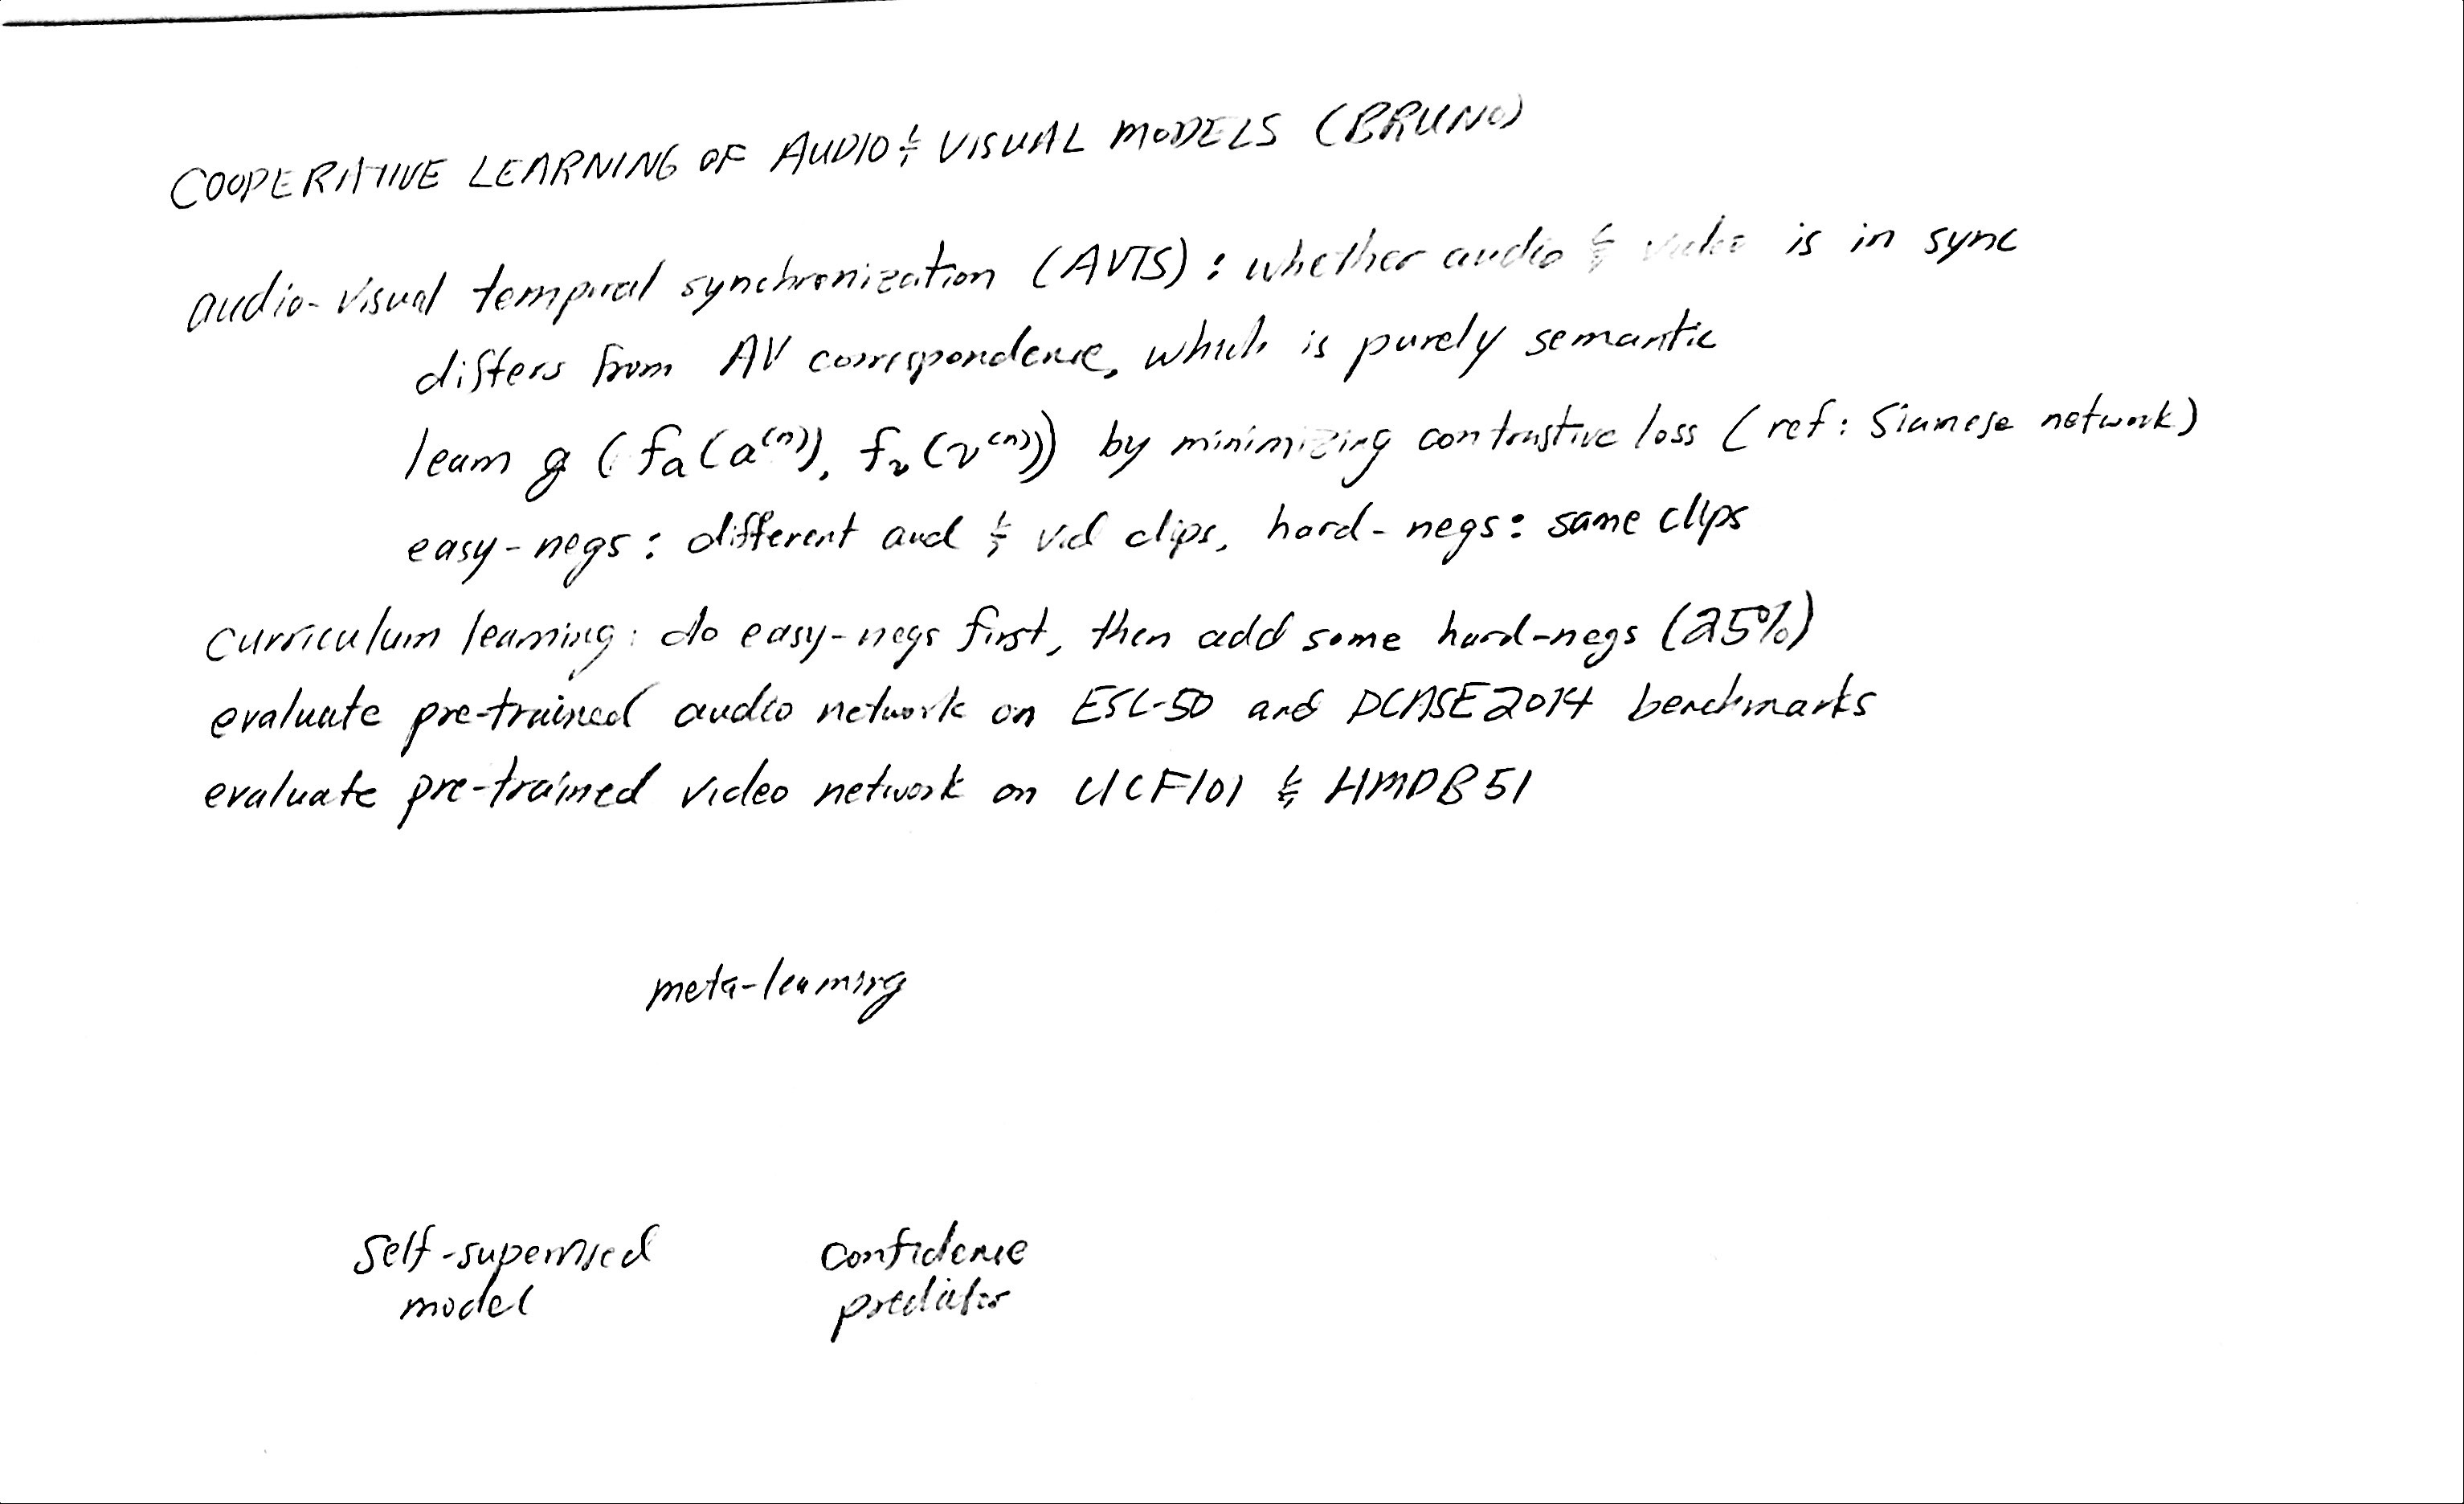 COOPERATIVE LEARNING OF AUDIO & VISUAL MODELS (BRUNO)
audio-visual temporal synchronization (AVTS): whether audio & video is in sync
differs from AV correspondence, which is purely semantic
learn g (fa(a(n)), fv(v(n))) by minimizing contrastive loss (ref: Siamese network)
easy-negs: different aud & vid clips, hard-negs: same clips
curriculum learning: do easy-negs first, then add some hard-negs (25%)
evaluate pre-trained audio network on ESC-50 and DCASE2014 benchmarks
evaluate pre-trained video network on UCF101 & HMDB51
meta-learning
self-supervised confidence
model predictor